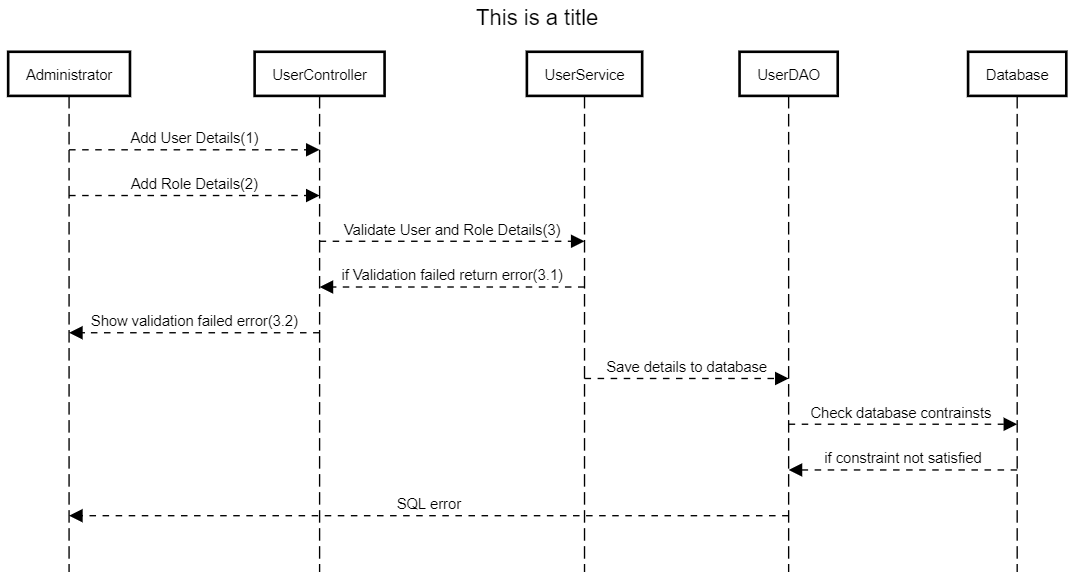 This is a title
Administrator
UserController
UserService
UserDAO
Database
Add User Details(1)
Add Role Details(2)
Validate User and Role Details(3)
if Validation failed return error(3.1)
Show validation failed error(3.2)
Save details to database
Check database contrainsts
if constraint not satisfied
SQL error